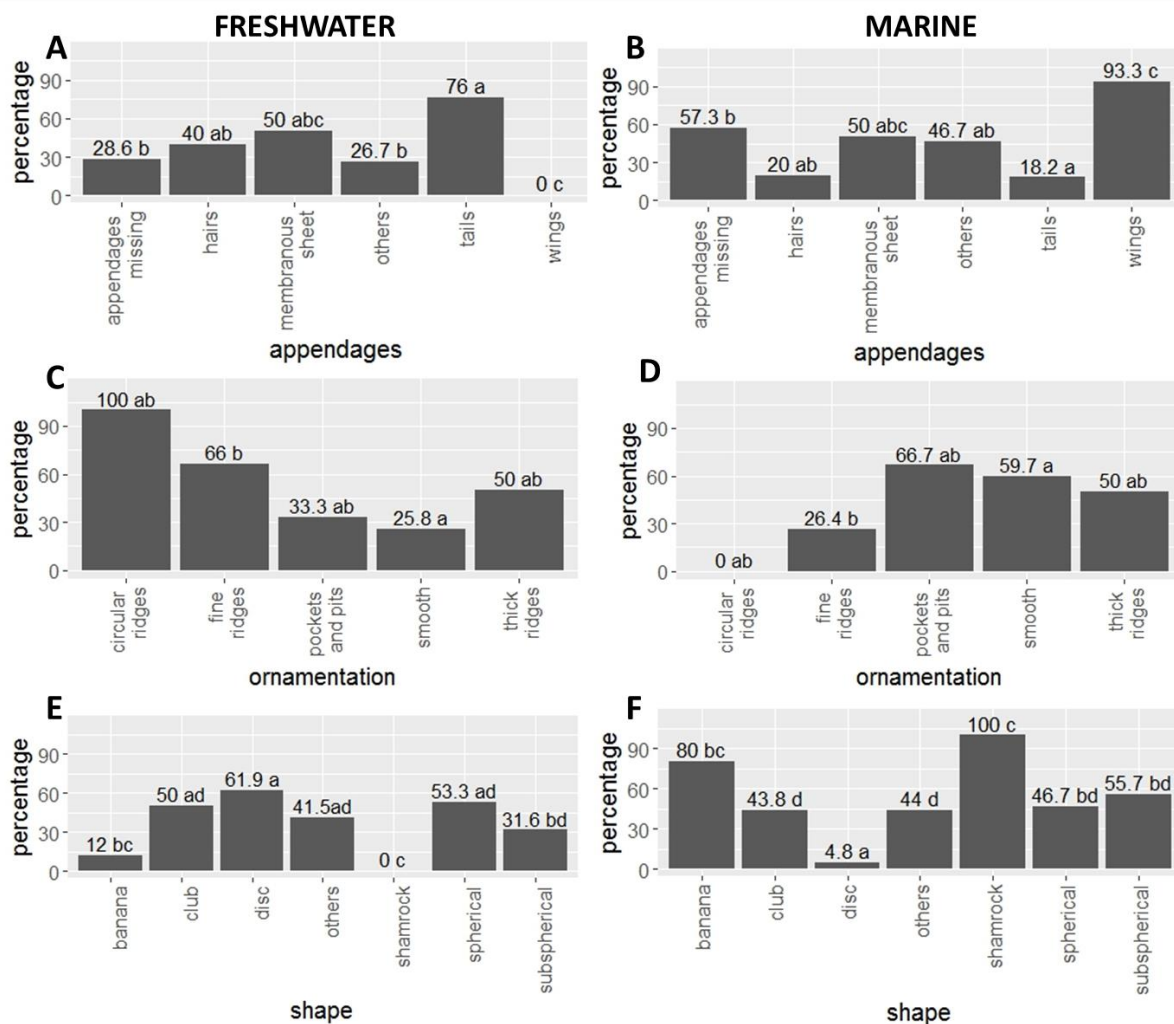 FRESHWATER
MARINE
A
percentage
90
60
30
0
28.6 b
40 ab
50 abc
26.7 b
76 a
0 c
appendages
missing
hairs
membranous
sheet
others
tails
wings
appendages
B
percentage
90
60
30
0
57.3 b
20 ab
50 abc
46.7 ab
18.2 a
93.3 c
appendages
missing
hairs
membranous
sheet
others
tails
wings
appendages
C
percentage
90
60
30
0
100 ab
66 b
33.3 ab
25.8 a
50 ab
circular
ridges
fine
ridges
pockets
and pits
smooth
thick
ridges
ornamentation
D
percentage
90
60
30
0
0 ab
26.4 b
66.7 ab
59.7 a
50 ab
circular
ridges
fine
ridges
pockets
and pits
smooth
thick
ridges
ornamentation
E
percentage
90
60
30
0
12 bc
50 ad
61.9 a
41.5ad
0 c
53.3 ad
31.6 bd
banana
club
disc
others
shamrock
spherical
subspherical
shape
F
percentage
90
60
30
0
80 bc
43.8 d
4.8 a
44 d
100 c
46.7 bd
55.7 bd
banana
club
disc
others
shamrock
spherical
subspherical
shape